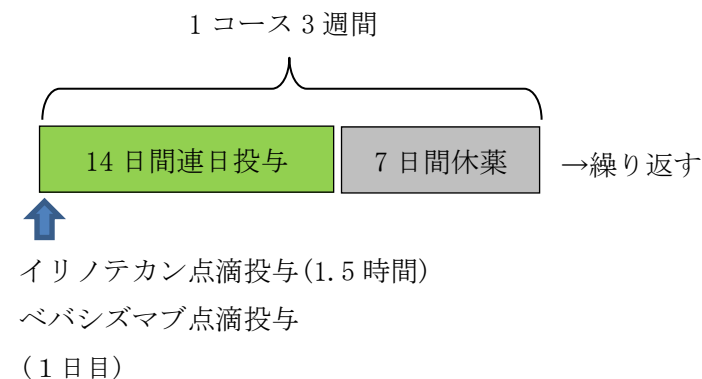 1コース3週間
14日間連日投与
7日間休薬
→繰り返す
イリノテカン点滴投与(1.5時間)
ベバシズマブ点滴投与
(1日目)